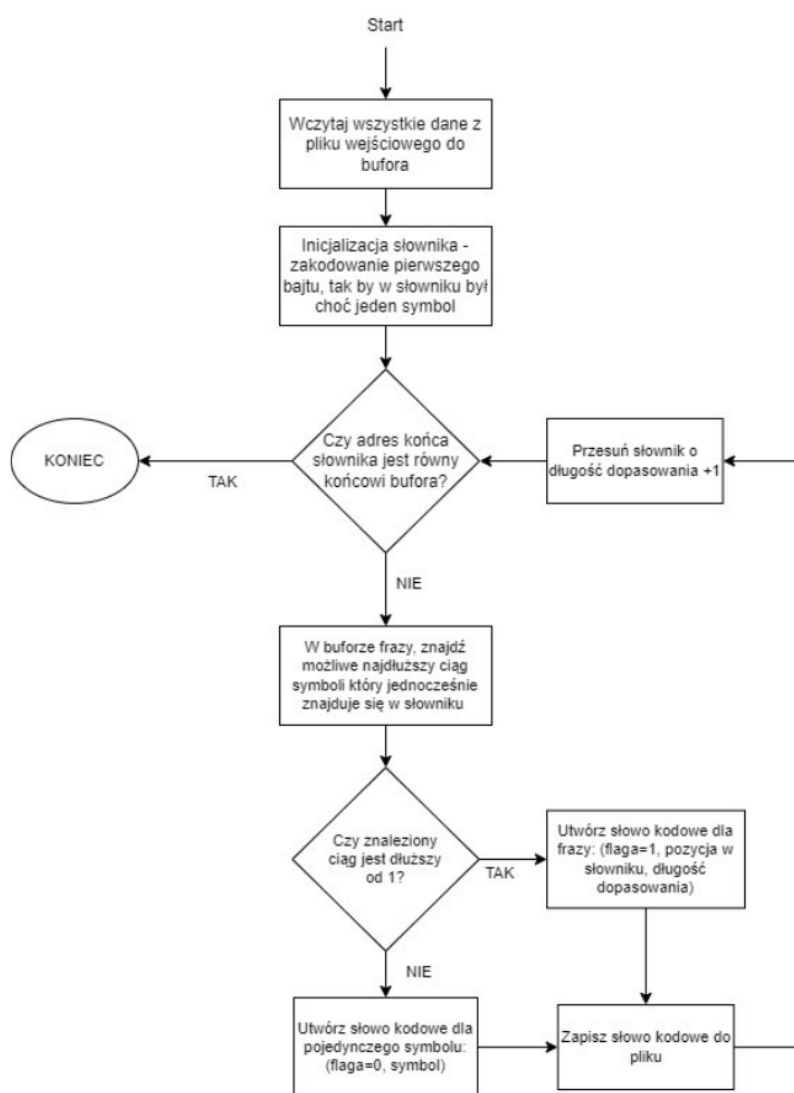 Start
Wczytaj wszystkie dane z
pliku wejściowego do
bufora
Inicjalizacja słownika -
zakodowanie pierwszego
bajtu, tak by w słowniku był
choć jeden symbol
Czy adres końca
słownika jest równy
końcowi bufora?
TAK
KONIEC
Przesuń słownik o
długość dopasowania +1
NIE
W buforze frazy, znajdź
możliwe najdłuższy ciąg
symboli który jednocześnie
znajduje się w słowniku
Czy znaleziony
ciąg jest dłuższy
od 1?
TAK
Utwórz słowo kodowe dla
frazy: (flaga=1, pozycja w
słowniku, długość
dopasowania)
NIE
Utwórz słowo kodowe dla
pojedynczego symbolu:
(flaga=0, symbol)
Zapisz słowo kodowe do
pliku